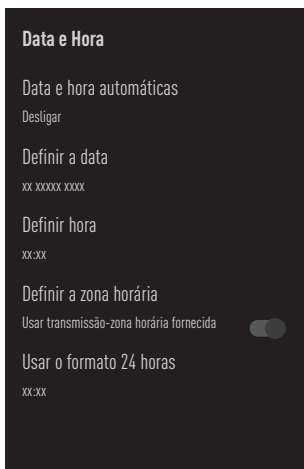 Data e Hora
Data e hora automáticas
Desligar
Definir a data
xx xxxxx xxxx
Definir hora
xx:xx
Definir a zona horária
Usar transmissão-zona horária fornecida
Usar o formato 24 horas
xx:xx